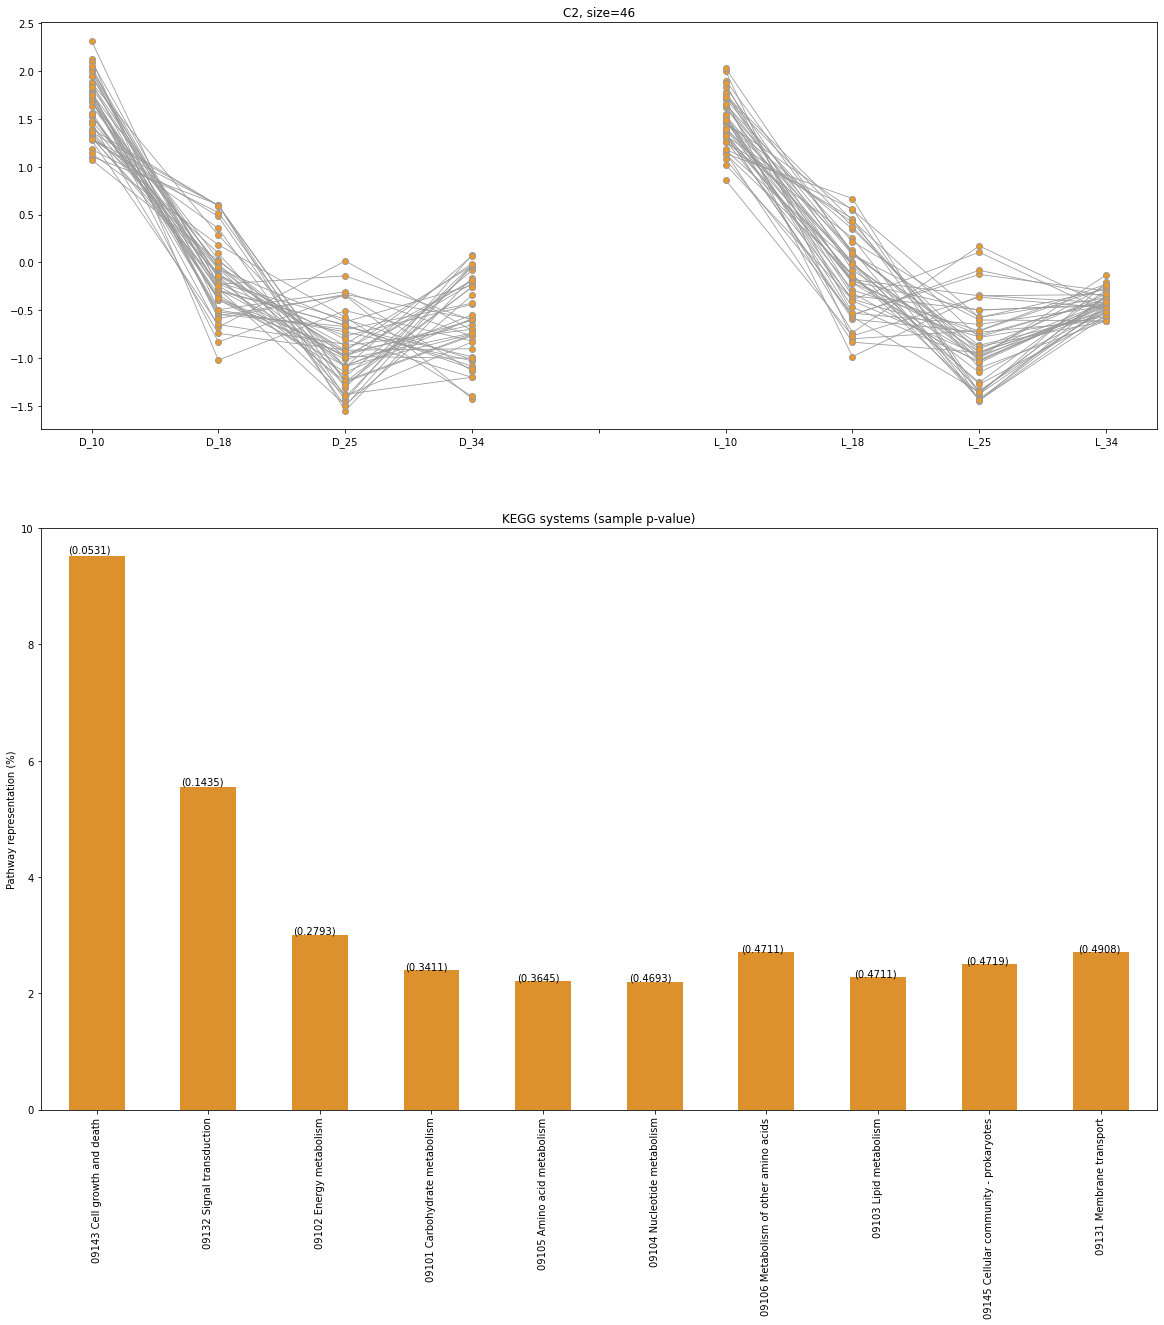 C2, size=46
2.5
2.0
1.5
1.0
0.5
0.0
−0.5
−1.0
−1.5
D_10 D_18 D_25 D_34 L_10 L_18 L_25 L_34
KEGG systems (sample p-value)
Pathway representation (%)
10
8
6
4
2
0
(0.0531)
(0.1435)
(0.2793)
(0.3411)
(0.3645)
(0.4693)
(0.4711)
(0.4711)
(0.4719)
(0.4908)
09143 Cell growth and death
09132 Signal transduction
09102 Energy metabolism
09101 Carbohydrate metabolism
09105 Amino acid metabolism
09104 Nucleotide metabolism
09106 Metabolism of other amino acids
09103 Lipid metabolism
09145 Cellular community - prokaryotes
09131 Membrane transport